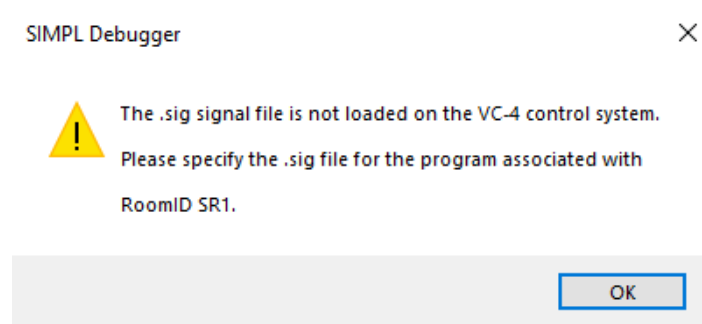 SIMPL Debugger
The .sig signal file is not loaded on the VC-4 control system.
Please specify the .sig file for the program associated with
RoomID SR1.
OK